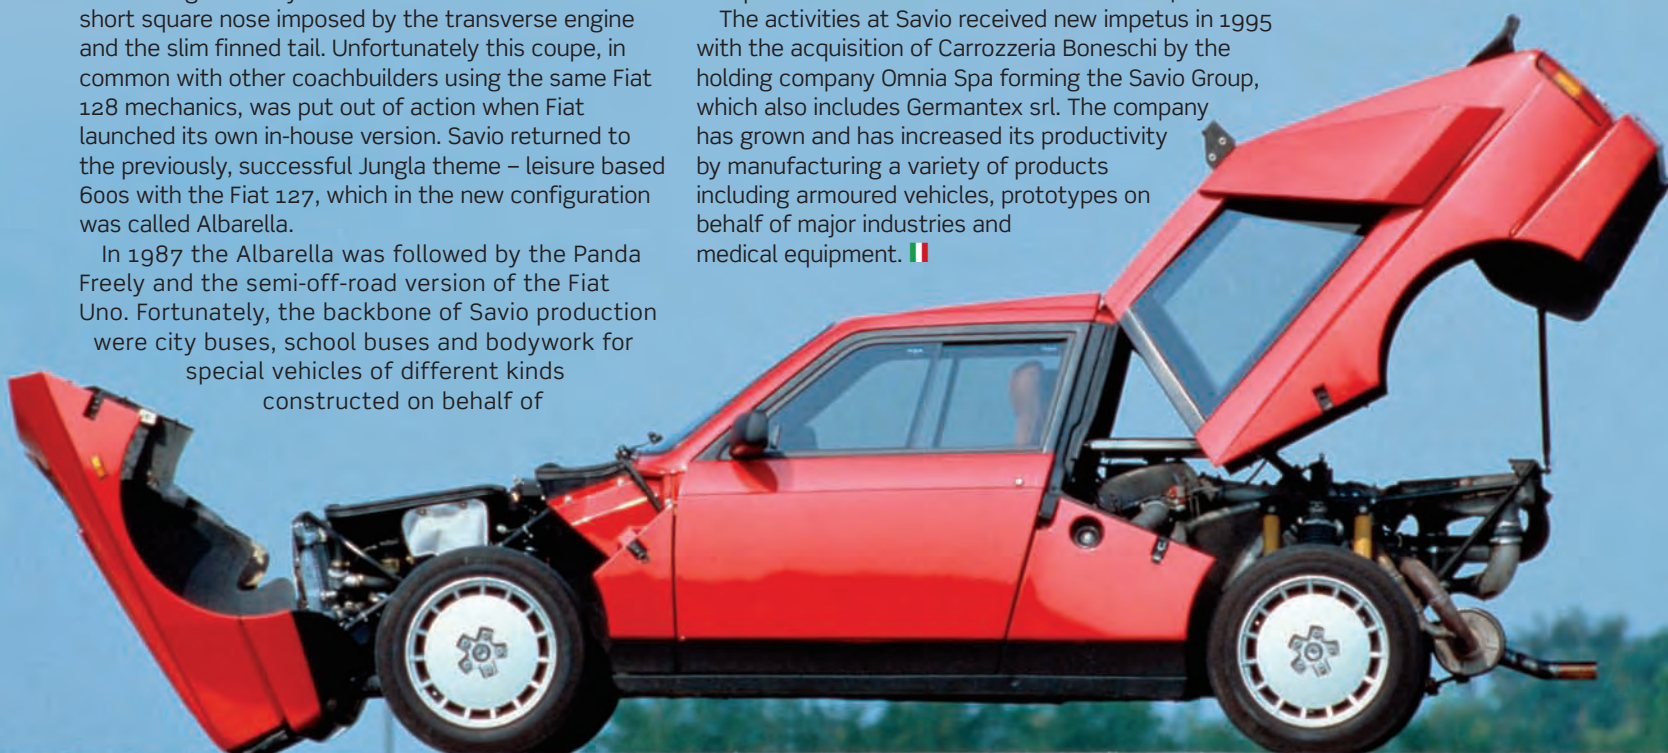 short square nose imposed by the transverse engine
and the slim finned tail. Unfortunately this coupe, in
common with other coachbuilders using the same Fiat
128 mechanics, was put out of action when Fiat
launched its own in-house version. Savio returned to
the previously, successful Jungla theme – leisure based
600s with the Fiat 127, which in the new configuration
was called Albarella.
In 1987 the Albarella was followed by the Panda
Freely and the semi-off-road version of the Fiat
Uno. Fortunately, the backbone of Savio production
were city buses, school buses and bodywork for
special vehicles of different kinds
constructed on behalf of
The activities at Savio received new impetus in 1995
with the acquisition of Carrozzeria Boneschi by the
holding company Omnia Spa forming the Savio Group,
which also includes Germantex srl. The company
has grown and has increased its productivity
by manufacturing a variety of products
including armoured vehicles, prototypes on
behalf of major industries and
medical equipment.